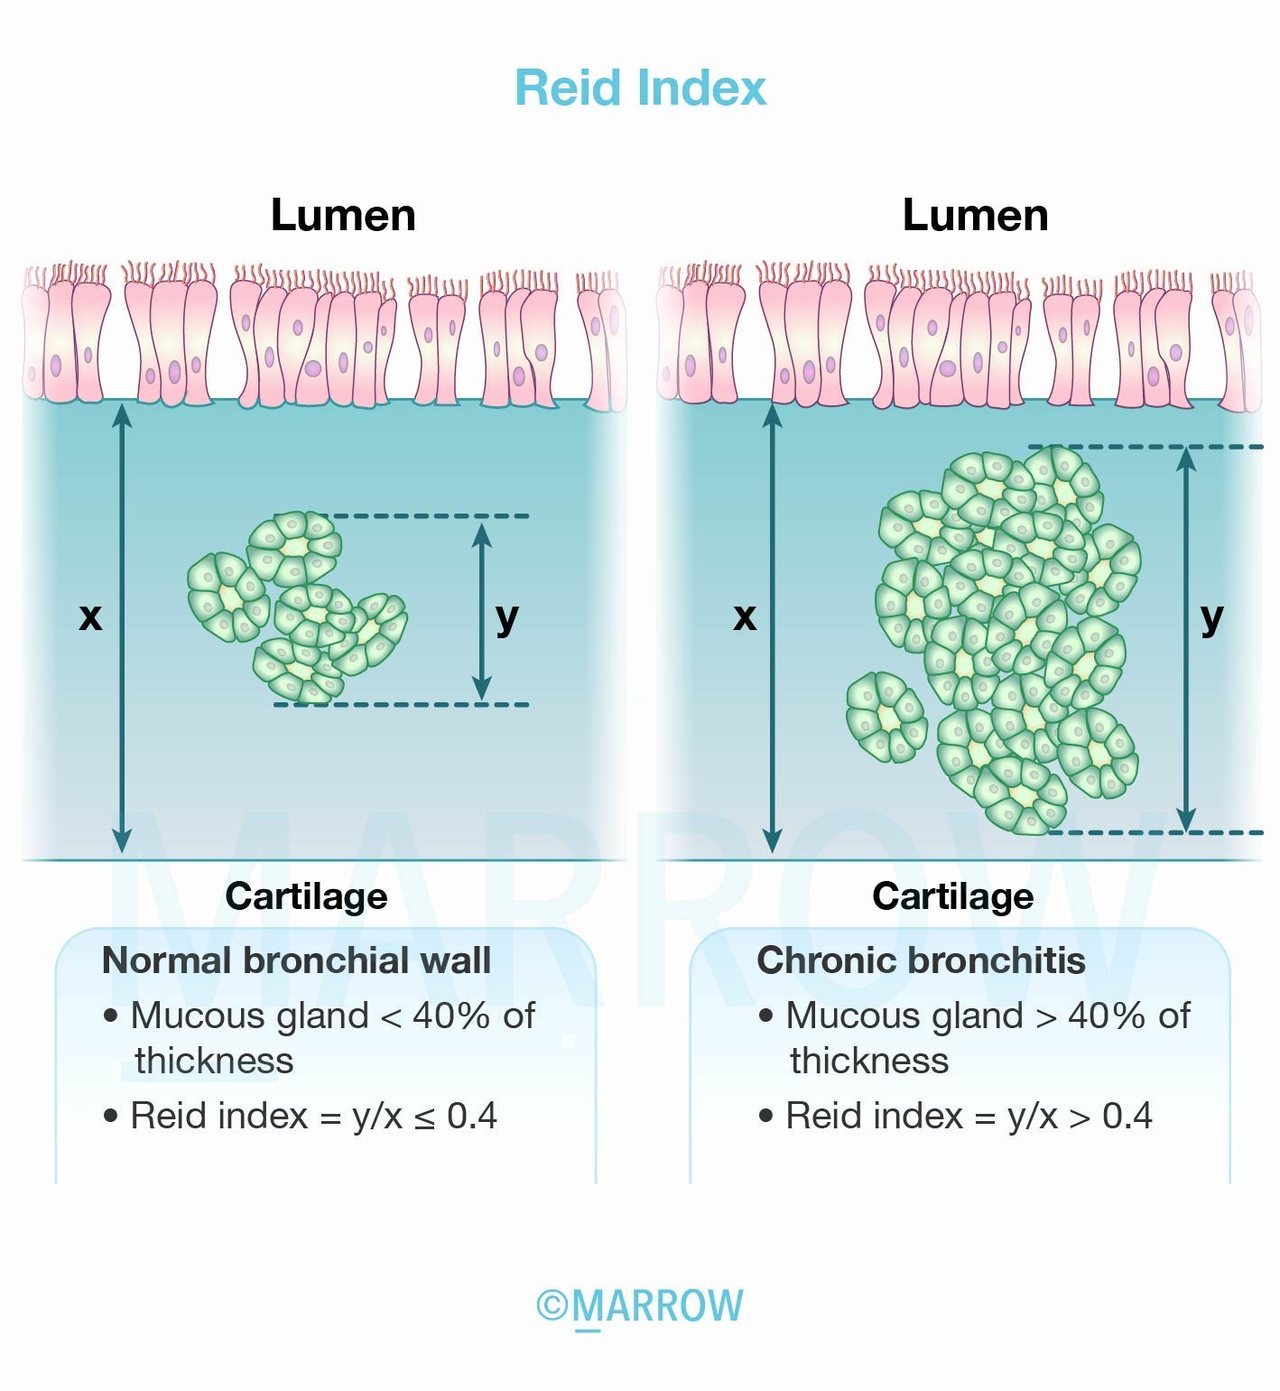 Reid Index
Lumen
Lumen
x
y
x
y
Cartilage
Cartilage
Normal bronchial wall
• Mucous gland < 40% of
thickness
• Reid index = y/x ≤ 0.4
Chronic bronchitis
• Mucous gland > 40% of
thickness
• Reid index = y/x > 0.4
MARROW
©MARROW